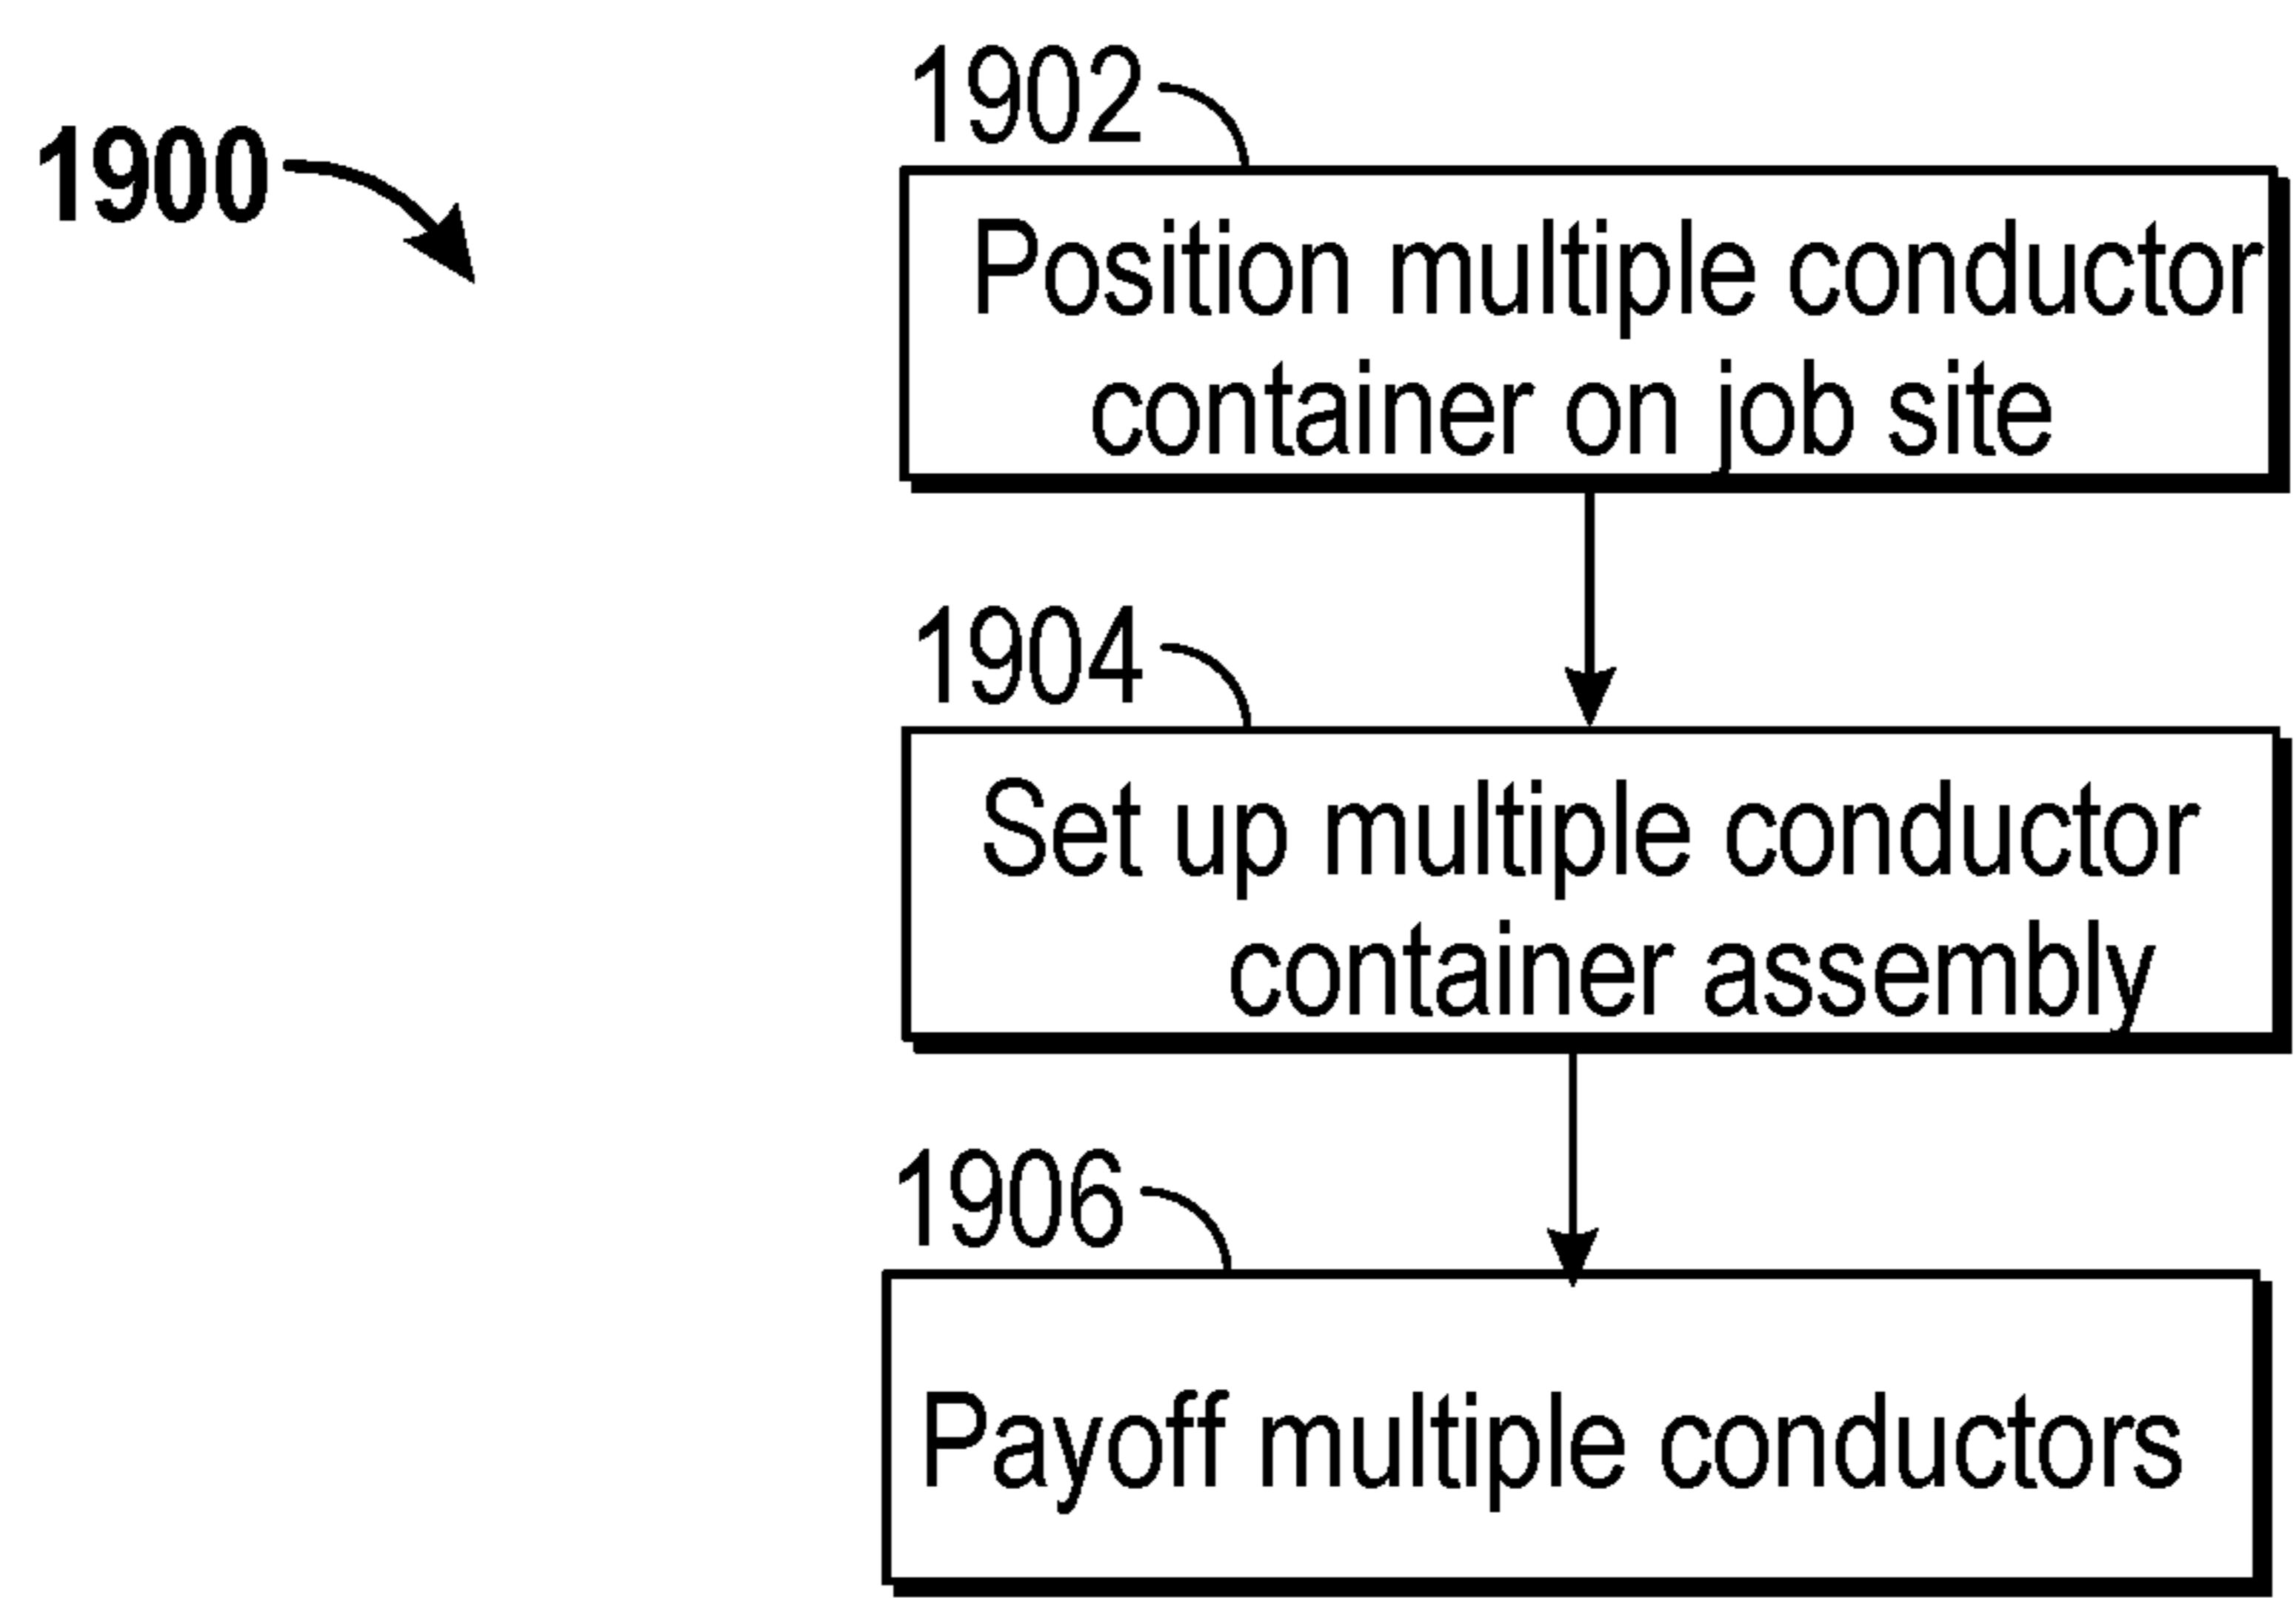 1900
1902
Position multiple conductor
container on job site
1904
Set up multiple conductor
container assembly
1906
Payoff multiple conductors